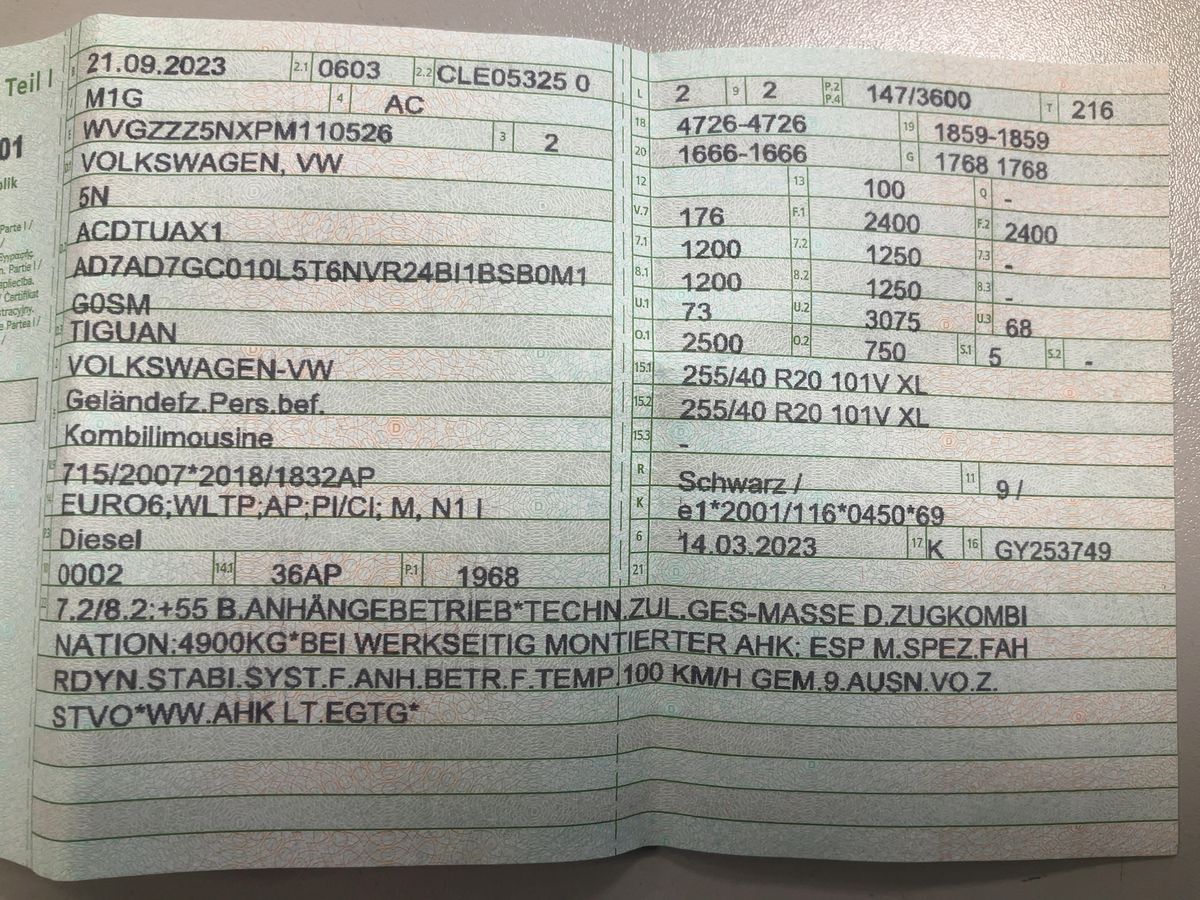 Teil I
01
blik
Parte I /
Partie I /
apliecība.
/ Certifikat
Partea I /
21.09.2023 2.1 0603 2.2 CLE05325 0
M1G 4 AC
WVGZZZ5NXPM110526 3 2
VOLKSWAGEN, VW
5N
ACDTUAX1
AD7AD7GC010L5T6NVR24BI1BSB0M1
G0SM
TIGUAN
VOLKSWAGEN-VW
Geländefz.Pers.bef.
Kombilimousine
715/2007*2018/1832AP
EURO6;WLTP;AP;PI/CI; M, N1 I
Diesel
0002 14.1 36AP P.1 1968
L 2 9 2 P.2 P.4 147/3600 T 216
18 4726-4726 19 1859-1859
20 1666-1666 G 1768 1768
12 13 100 Q -
V.7 176 F.1 2400 F.2 2400
7.1 1200 7.2 1250 7.3 -
8.1 1200 8.2 1250 8.3 -
U.1 73 U.2 3075 U.3 68
O.1 2500 O.2 750 S.1 5 S.2 -
15.1 255/40 R20 101V XL
15.2 255/40 R20 101V XL
15.3 -
R Schwarz / 11 9 /
K e1*2001/116*0450*69
6 14.03.2023 17 K 16 GY253749
21
7.2/8.2:+55 B.ANHÄNGEBETRIEB*TECHN.ZUL.GES-MASSE D.ZUGKOMBI
NATION:4900KG*BEI WERKSEITIG MONTIERTER AHK: ESP M.SPEZ.FAH
RDYN.STABI.SYST.F.ANH.BETR.F.TEMP.100 KM/H GEM.9.AUSN.VO.Z.
STVO*WW.AHK LT.EGTG*